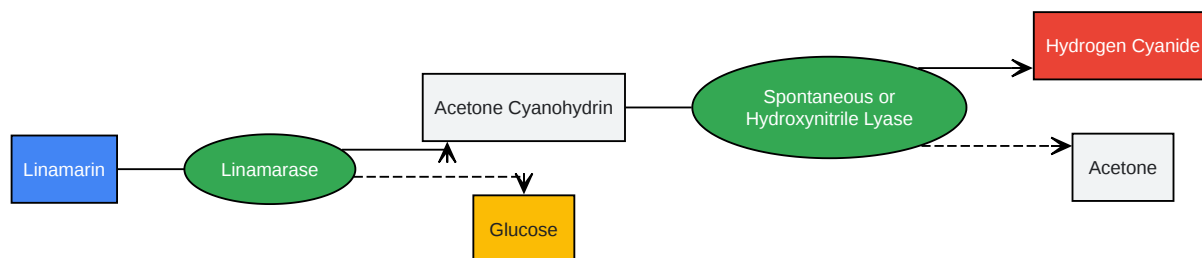 Linamarin
Linamarase
Acetone Cyanohydrin
Glucose
Spontaneous or
Hydroxynitrile Lyase
Hydrogen Cyanide
Acetone